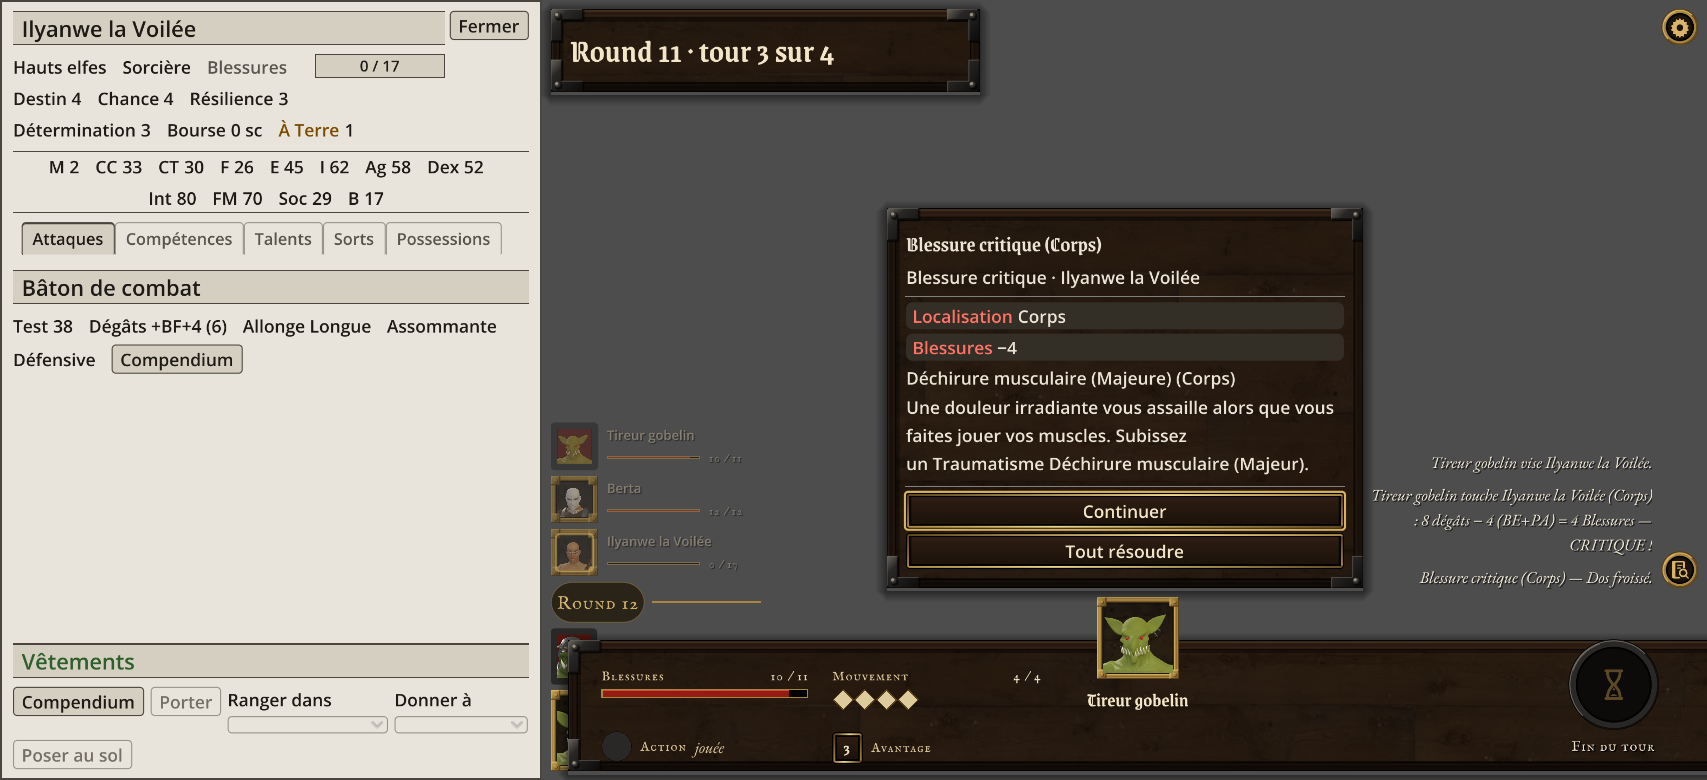 Ilyanwe la Voilée
Fermer
Hauts elfes Sorcière Blessures 0 / 17
Destin 4 Chance 4 Résilience 3
Détermination 3 Bourse 0 sc À Terre 1
M 2 CC 33 CT 30 F 26 E 45 I 62 Ag 58 Dex 52
Int 80 FM 70 Soc 29 B 17
Attaques Compétences Talents Sorts Possessions
Bâton de combat
Test 38 Dégâts +BF+4 (6) Allonge Longue Assommante
Défensive Compendium
Vêtements
Compendium Porter Ranger dans Donner à
Poser au sol
Round 11 · tour 3 sur 4
Blessure critique (Corps)
Blessure critique · Ilyanwe la Voilée
Localisation Corps
Blessures −4
Déchirure musculaire (Majeure) (Corps)
Une douleur irradiante vous assaille alors que vous
faites jouer vos muscles. Subissez
un Traumatisme Déchirure musculaire (Majeur).
Continuer
Tout résoudre
Tireur gobelin
10 / 11
Berta
12 / 12
Ilyanwe la Voilée
0 / 17
Round 12
Tireur gobelin vise Ilyanwe la Voilée.
Tireur gobelin touche Ilyanwe la Voilée (Corps)
: 8 dégâts − 4 (BE+PA) = 4 Blessures —
CRITIQUE !
Blessure critique (Corps) — Dos froissé.
Blessures 10 / 11
Mouvement 4 / 4
Action jouée
3 Avantage
Tireur gobelin
Fin du tour